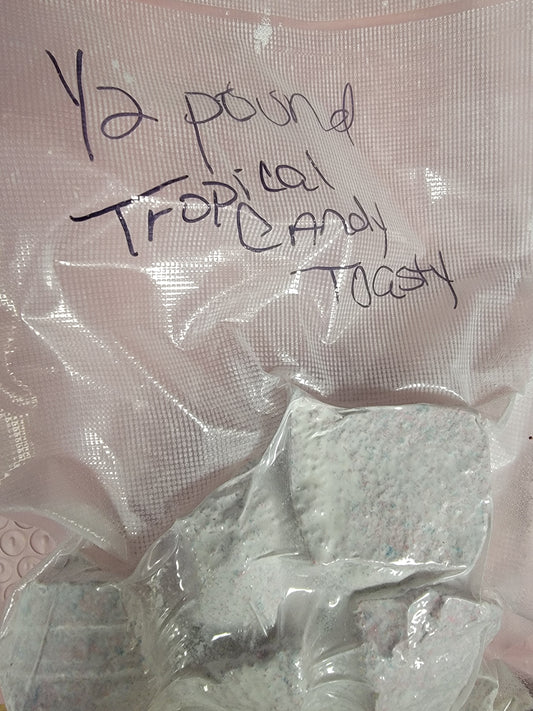 1/2 pound
Tropical
Candy
Toasty